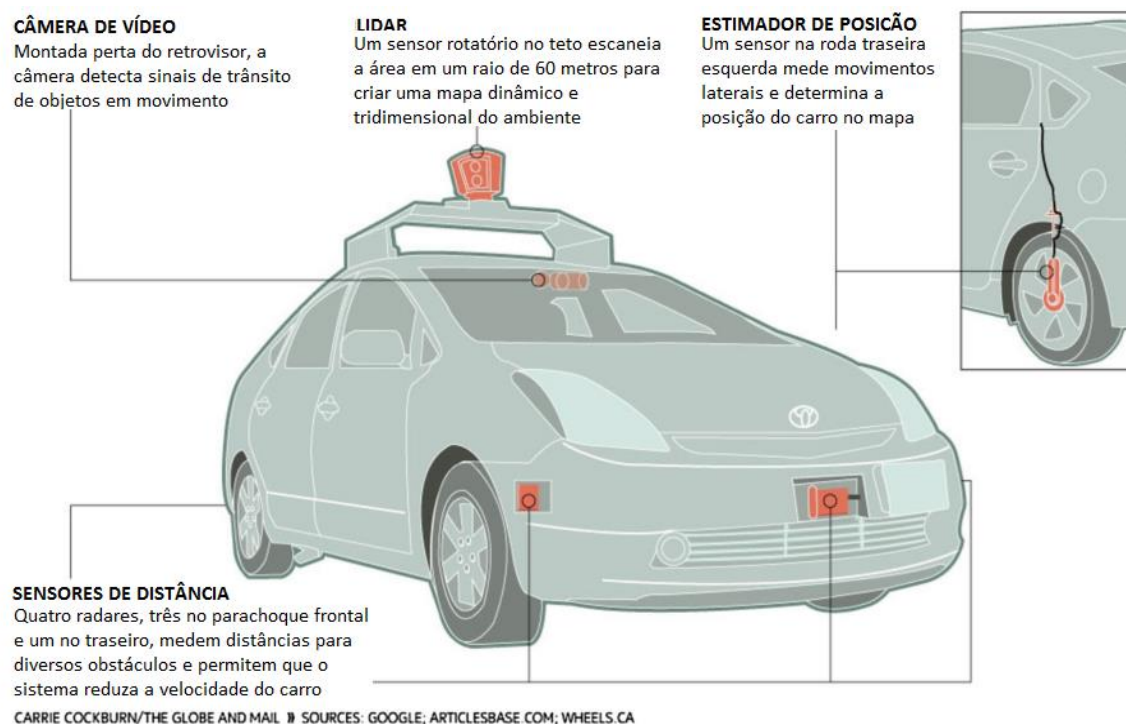 CÂMERA DE VÍDEO
Montada perta do retrovisor, a
câmera detecta sinais de trânsito
de objetos em movimento
LIDAR
Um sensor rotatório no teto escaneia
a área em um raio de 60 metros para
criar uma mapa dinâmico e
tridimensional do ambiente
ESTIMADOR DE POSICÃO
Um sensor na roda traseira
esquerda mede movimentos
laterais e determina a
posição do carro no mapa
SENSORES DE DISTÂNCIA
Quatro radares, três no parachoque frontal
e um no traseiro, medem distâncias para
diversos obstáculos e permitem que o
sistema reduza a velocidade do carro
CARRIE COCKBURN/THE GLOBE AND MAIL » SOURCES: GOOGLE; ARTICLESBASE.COM; WHEELS.CA